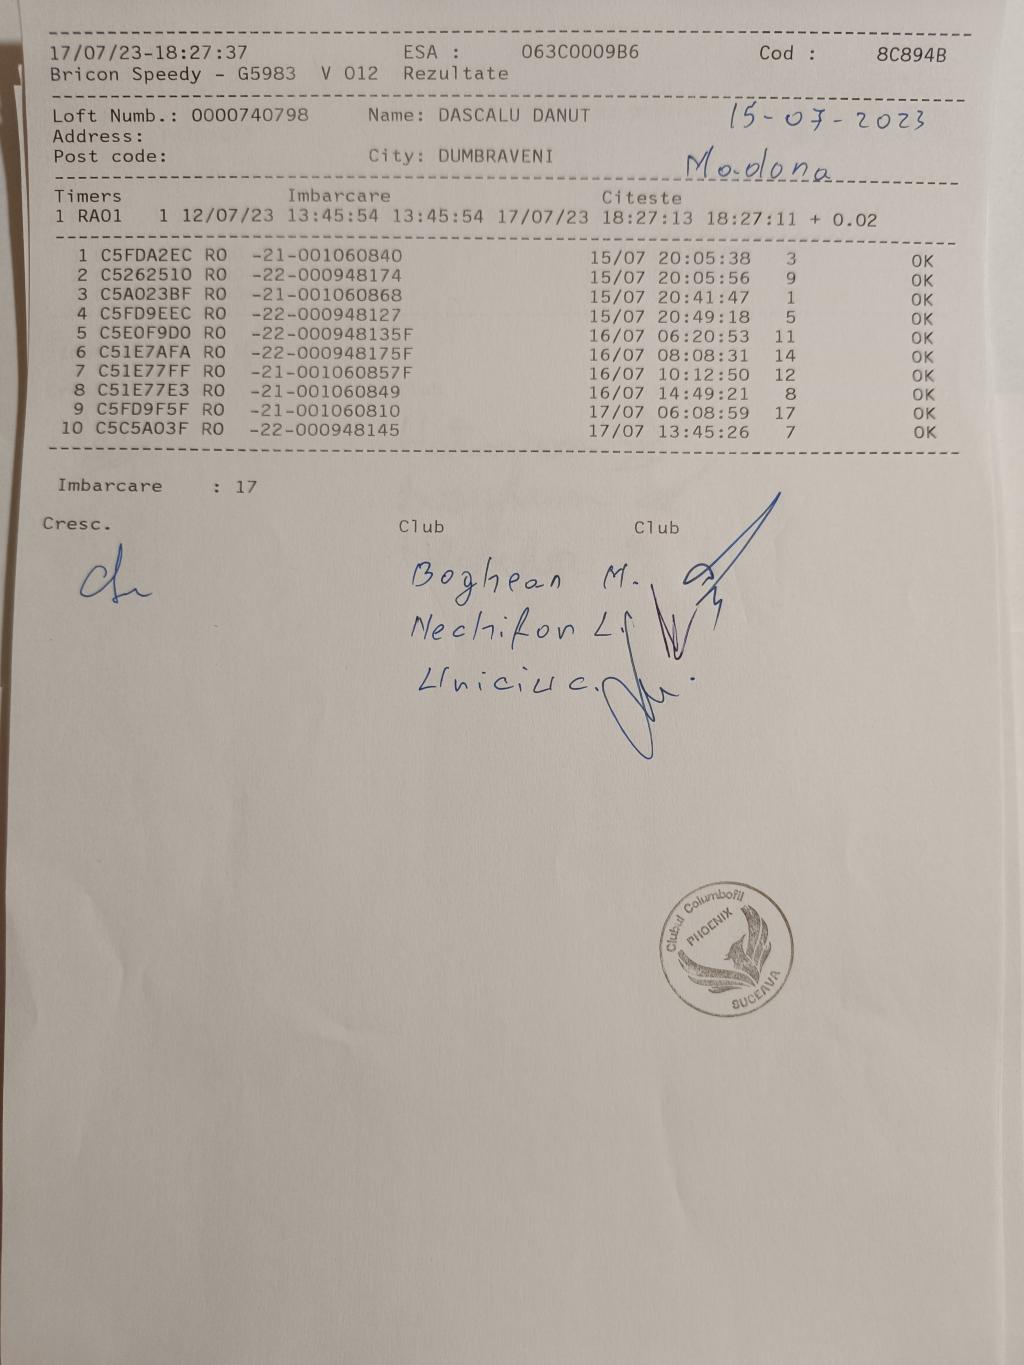 17/07/23-18:27:37 ESA : 063C0009B6 Cod : 8C894B
Bricon Speedy - G5983 V 012 Rezultate
Loft Numb.: 0000740798 Name: DASCALU DANUT 15-07-2023
Address:
Post code: City: DUMBRAVENI Madona
Timers Imbarcare Citeste
1 RA01 1 12/07/23 13:45:54 13:45:54 17/07/23 18:27:13 18:27:11 + 0.02
1 C5FDA2EC RO -21-001060840 15/07 20:05:38 3 OK
2 C5262510 RO -22-000948174 15/07 20:05:56 9 OK
3 C5A023BF RO -21-001060868 15/07 20:41:47 1 OK
4 C5FD9EEC RO -22-000948127 15/07 20:49:18 5 OK
5 C5E0F9D0 RO -22-000948135F 16/07 06:20:53 11 OK
6 C51E7AFA RO -22-000948175F 16/07 08:08:31 14 OK
7 C51E77FF RO -21-001060857F 16/07 10:12:50 12 OK
8 C51E77E3 RO -21-001060849 16/07 14:49:21 8 OK
9 C5FD9F5F RO -21-001060810 17/07 06:08:59 17 OK
10 C5C5A03F RO -22-000948145 17/07 13:45:26 7 OK
Imbarcare : 17
Cresc. Club Club
Boghean M.
Nechifor L.
C.
Clubul Columbofil
PHOENIX
SUCEAVA